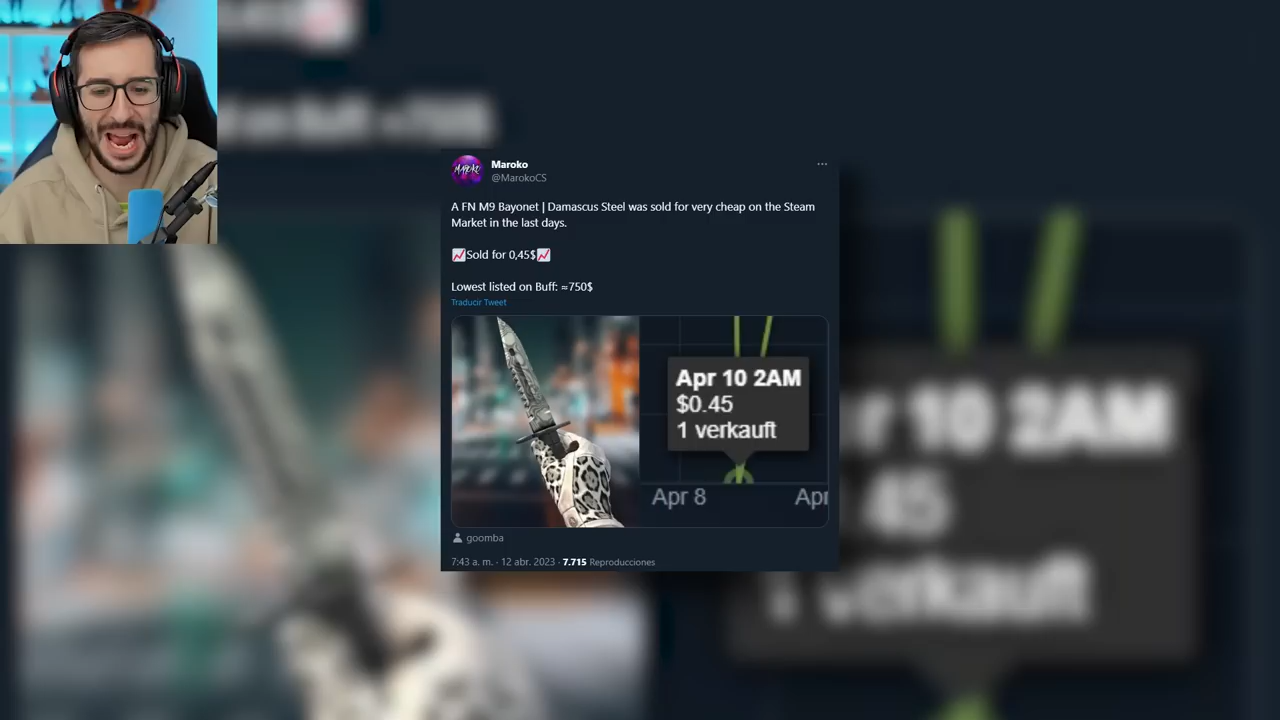 Maroko
@MarokoCS
A FN M9 Bayonet | Damascus Steel was sold for very cheap on the Steam
Market in the last days.
📈Sold for 0,45$📈
Lowest listed on Buff: ≈750$
Traducir Tweet
Apr 10 2AM
$0.45
1 verkauft
Apr 8
Apr
goomba
7:43 a. m. · 12 abr. 2023 · 7.715 Reproducciones